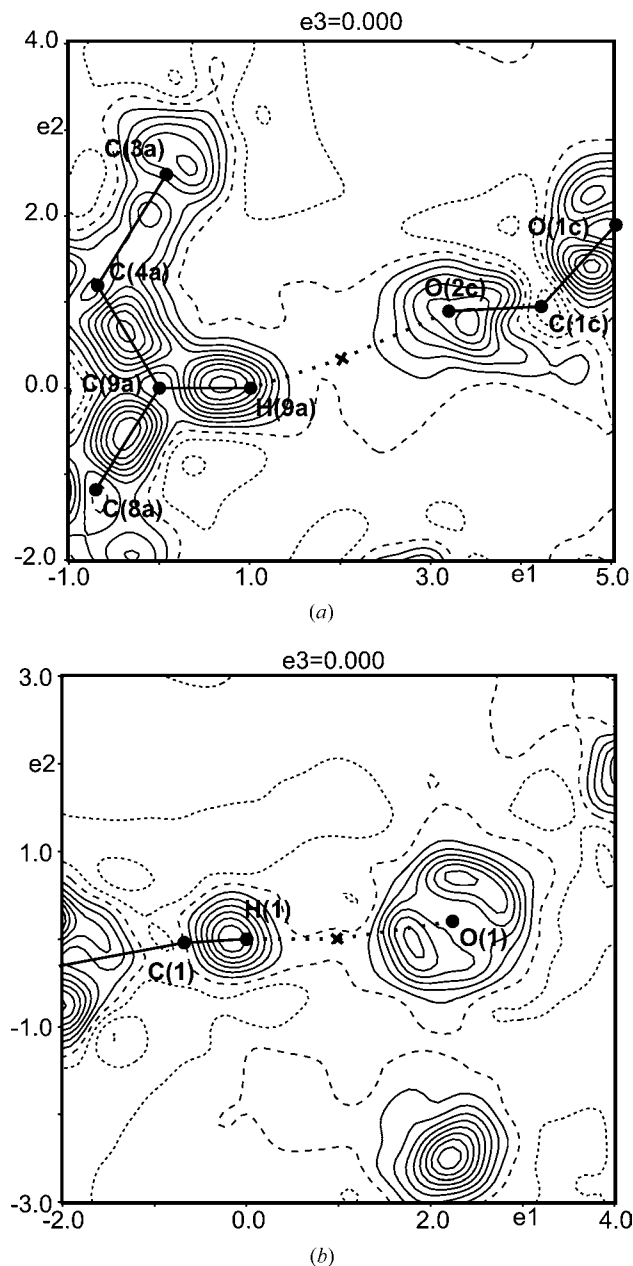 e3=0.000
4.0
e2
C(3a)
2.0
O(1c)
C(4a)
O(2c)
C(1c)
C(9a)
0.0
H(9a)
C(8a)
-2.0
-1.0 1.0 3.0 e1 5.0
(a)
e3=0.000
3.0
e2
1.0
H(1)
O(1)
C(1)
-1.0
-3.0
-2.0 0.0 2.0 e1 4.0
(b)